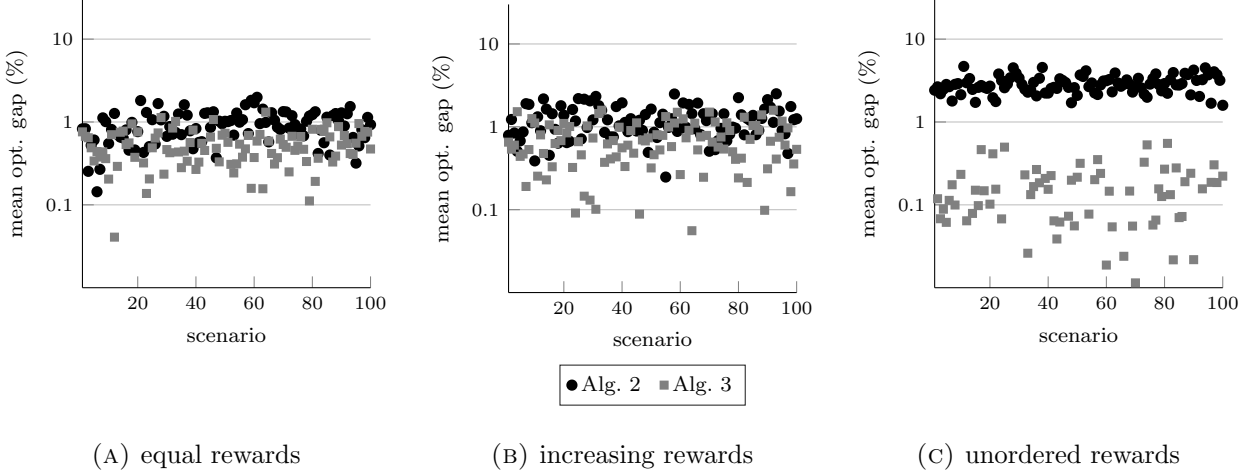 10
1
0.1
mean opt. gap (%)
20 40 60 80 100
scenario
10
1
0.1
mean opt. gap (%)
20 40 60 80 100
scenario
10
1
0.1
mean opt. gap (%)
20 40 60 80 100
scenario
Alg. 2 Alg. 3
(A) equal rewards
(B) increasing rewards
(C) unordered rewards